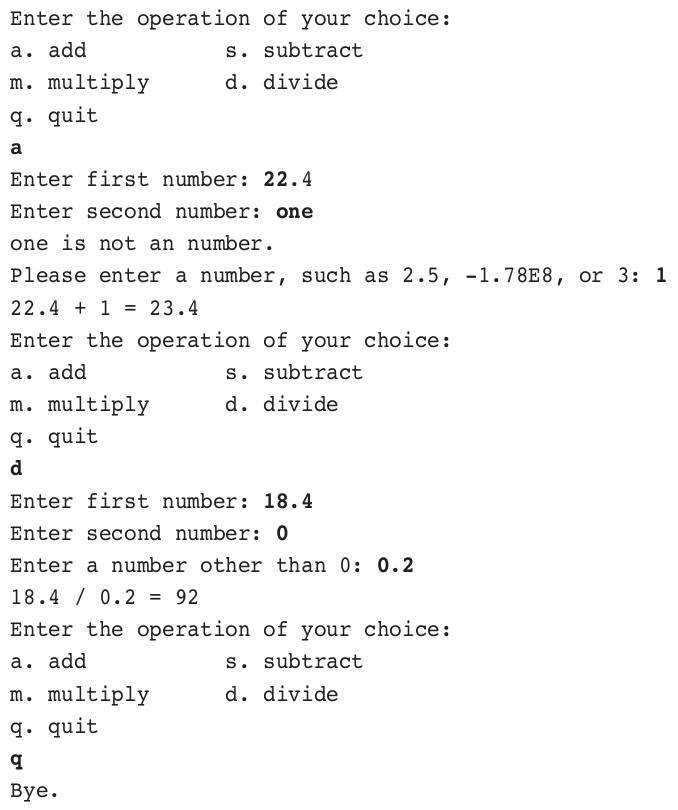 Enter the operation of your choice:
a. add           s. subtract
m. multiply      d. divide
q. quit
a
Enter first number: 22.4
Enter second number: one
one is not an number.
Please enter a number, such as 2.5, -1.78E8, or 3: 1
22.4 + 1 = 23.4
Enter the operation of your choice:
a. add           s. subtract
m. multiply      d. divide
q. quit
d
Enter first number: 18.4
Enter second number: 0
Enter a number other than 0: 0.2
18.4 / 0.2 = 92
Enter the operation of your choice:
a. add           s. subtract
m. multiply      d. divide
q. quit
q
Bye.